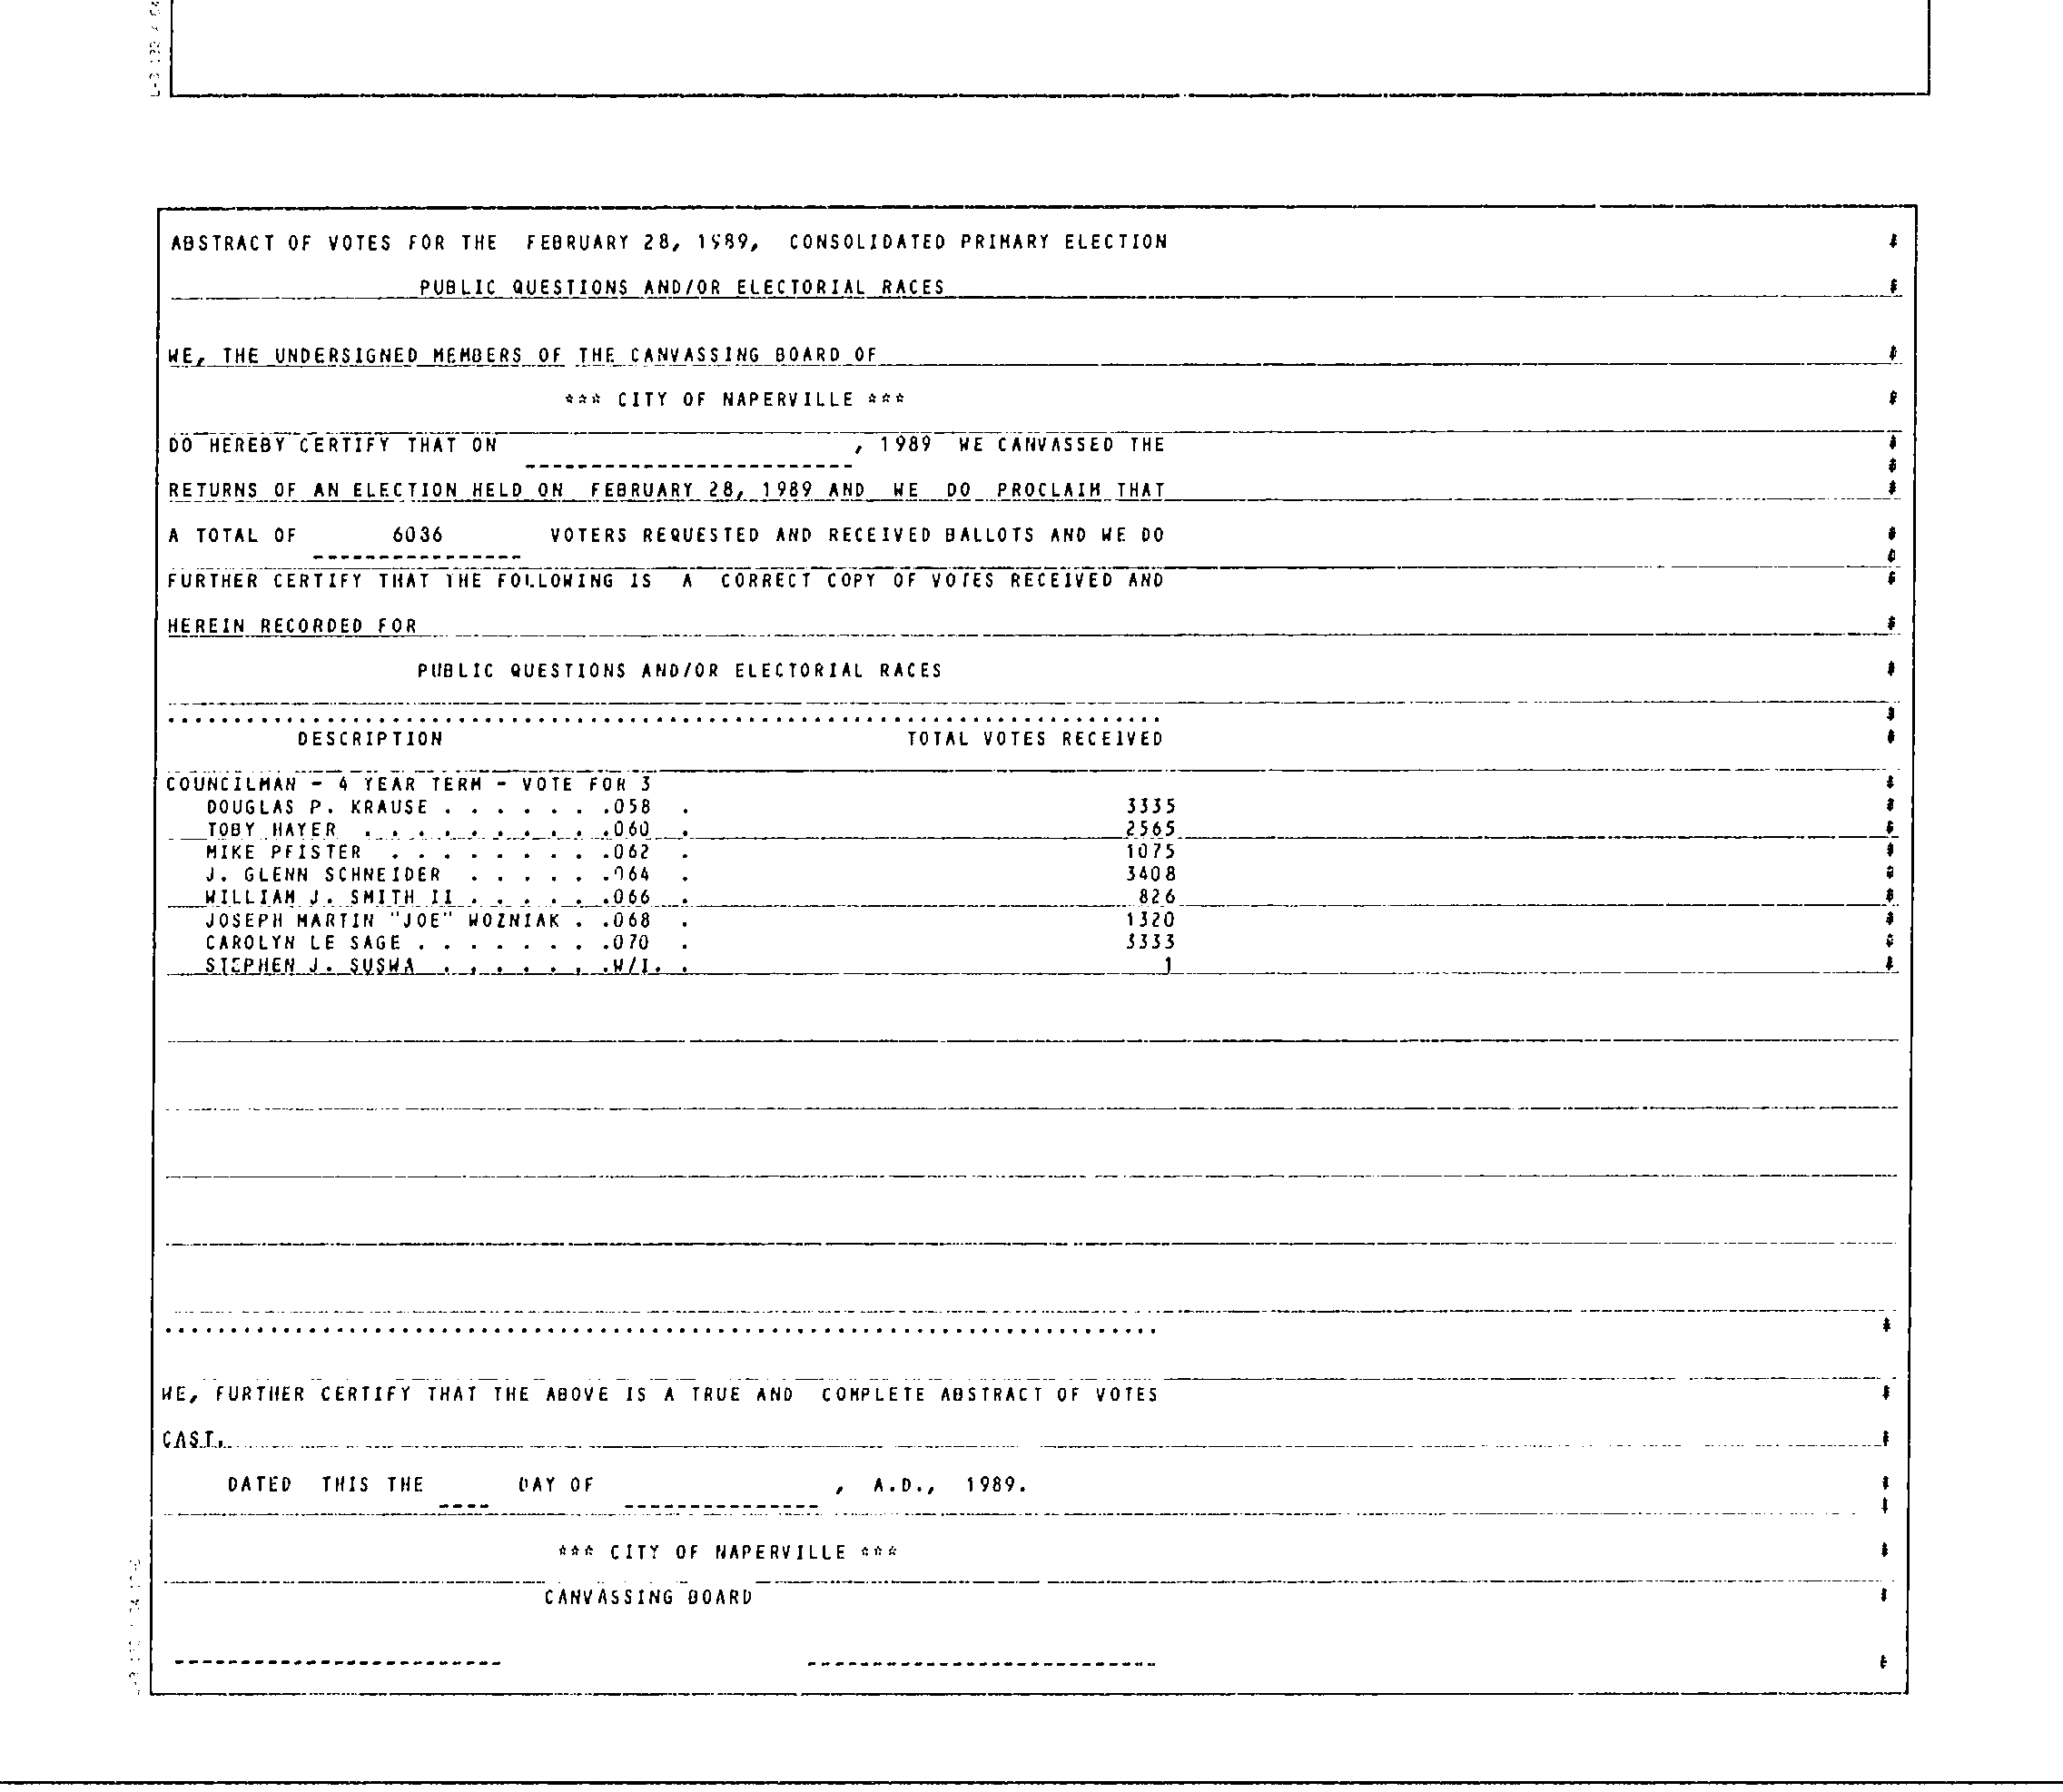 ABSTRACT OF VOTES FOR THE FEBRUARY 28, 1989, CONSOLIDATED PRIMARY ELECTION
PUBLIC QUESTIONS AND/OR ELECTORIAL RACES
WE, THE UNDERSIGNED MEMBERS OF THE CANVASSING BOARD OF
*** CITY OF NAPERVILLE ***
DO HEREBY CERTIFY THAT ON , 1989 WE CANVASSED THE
RETURNS OF AN ELECTION HELD ON FEBRUARY 28, 1989 AND WE DO PROCLAIM THAT
A TOTAL OF 6036 VOTERS REQUESTED AND RECEIVED BALLOTS AND WE DO
FURTHER CERTIFY THAT THE FOLLOWING IS A CORRECT COPY OF VOTES RECEIVED AND
HEREIN RECORDED FOR
PUBLIC QUESTIONS AND/OR ELECTORIAL RACES
DESCRIPTION TOTAL VOTES RECEIVED
COUNCILMAN - 4 YEAR TERM - VOTE FOR 3
DOUGLAS P. KRAUSE . . . . . . .058 . 3335
TOBY HAYER . . . . . . . . . .060 . 2565
MIKE PFISTER . . . . . . . . .062 . 1075
J. GLENN SCHNEIDER . . . . . .064 . 3408
WILLIAM J. SMITH II . . . . . .066 . 826
JOSEPH MARTIN "JOE" WOZNIAK . .068 . 1320
CAROLYN LE SAGE . . . . . . . .070 . 3333
STEPHEN J. SUSWA . . . . . . .W/I. . 1
WE, FURTHER CERTIFY THAT THE ABOVE IS A TRUE AND COMPLETE ABSTRACT OF VOTES
CAST.
DATED THIS THE ---- DAY OF --------------- , A.D., 1989.
*** CITY OF NAPERVILLE ***
CANVASSING BOARD